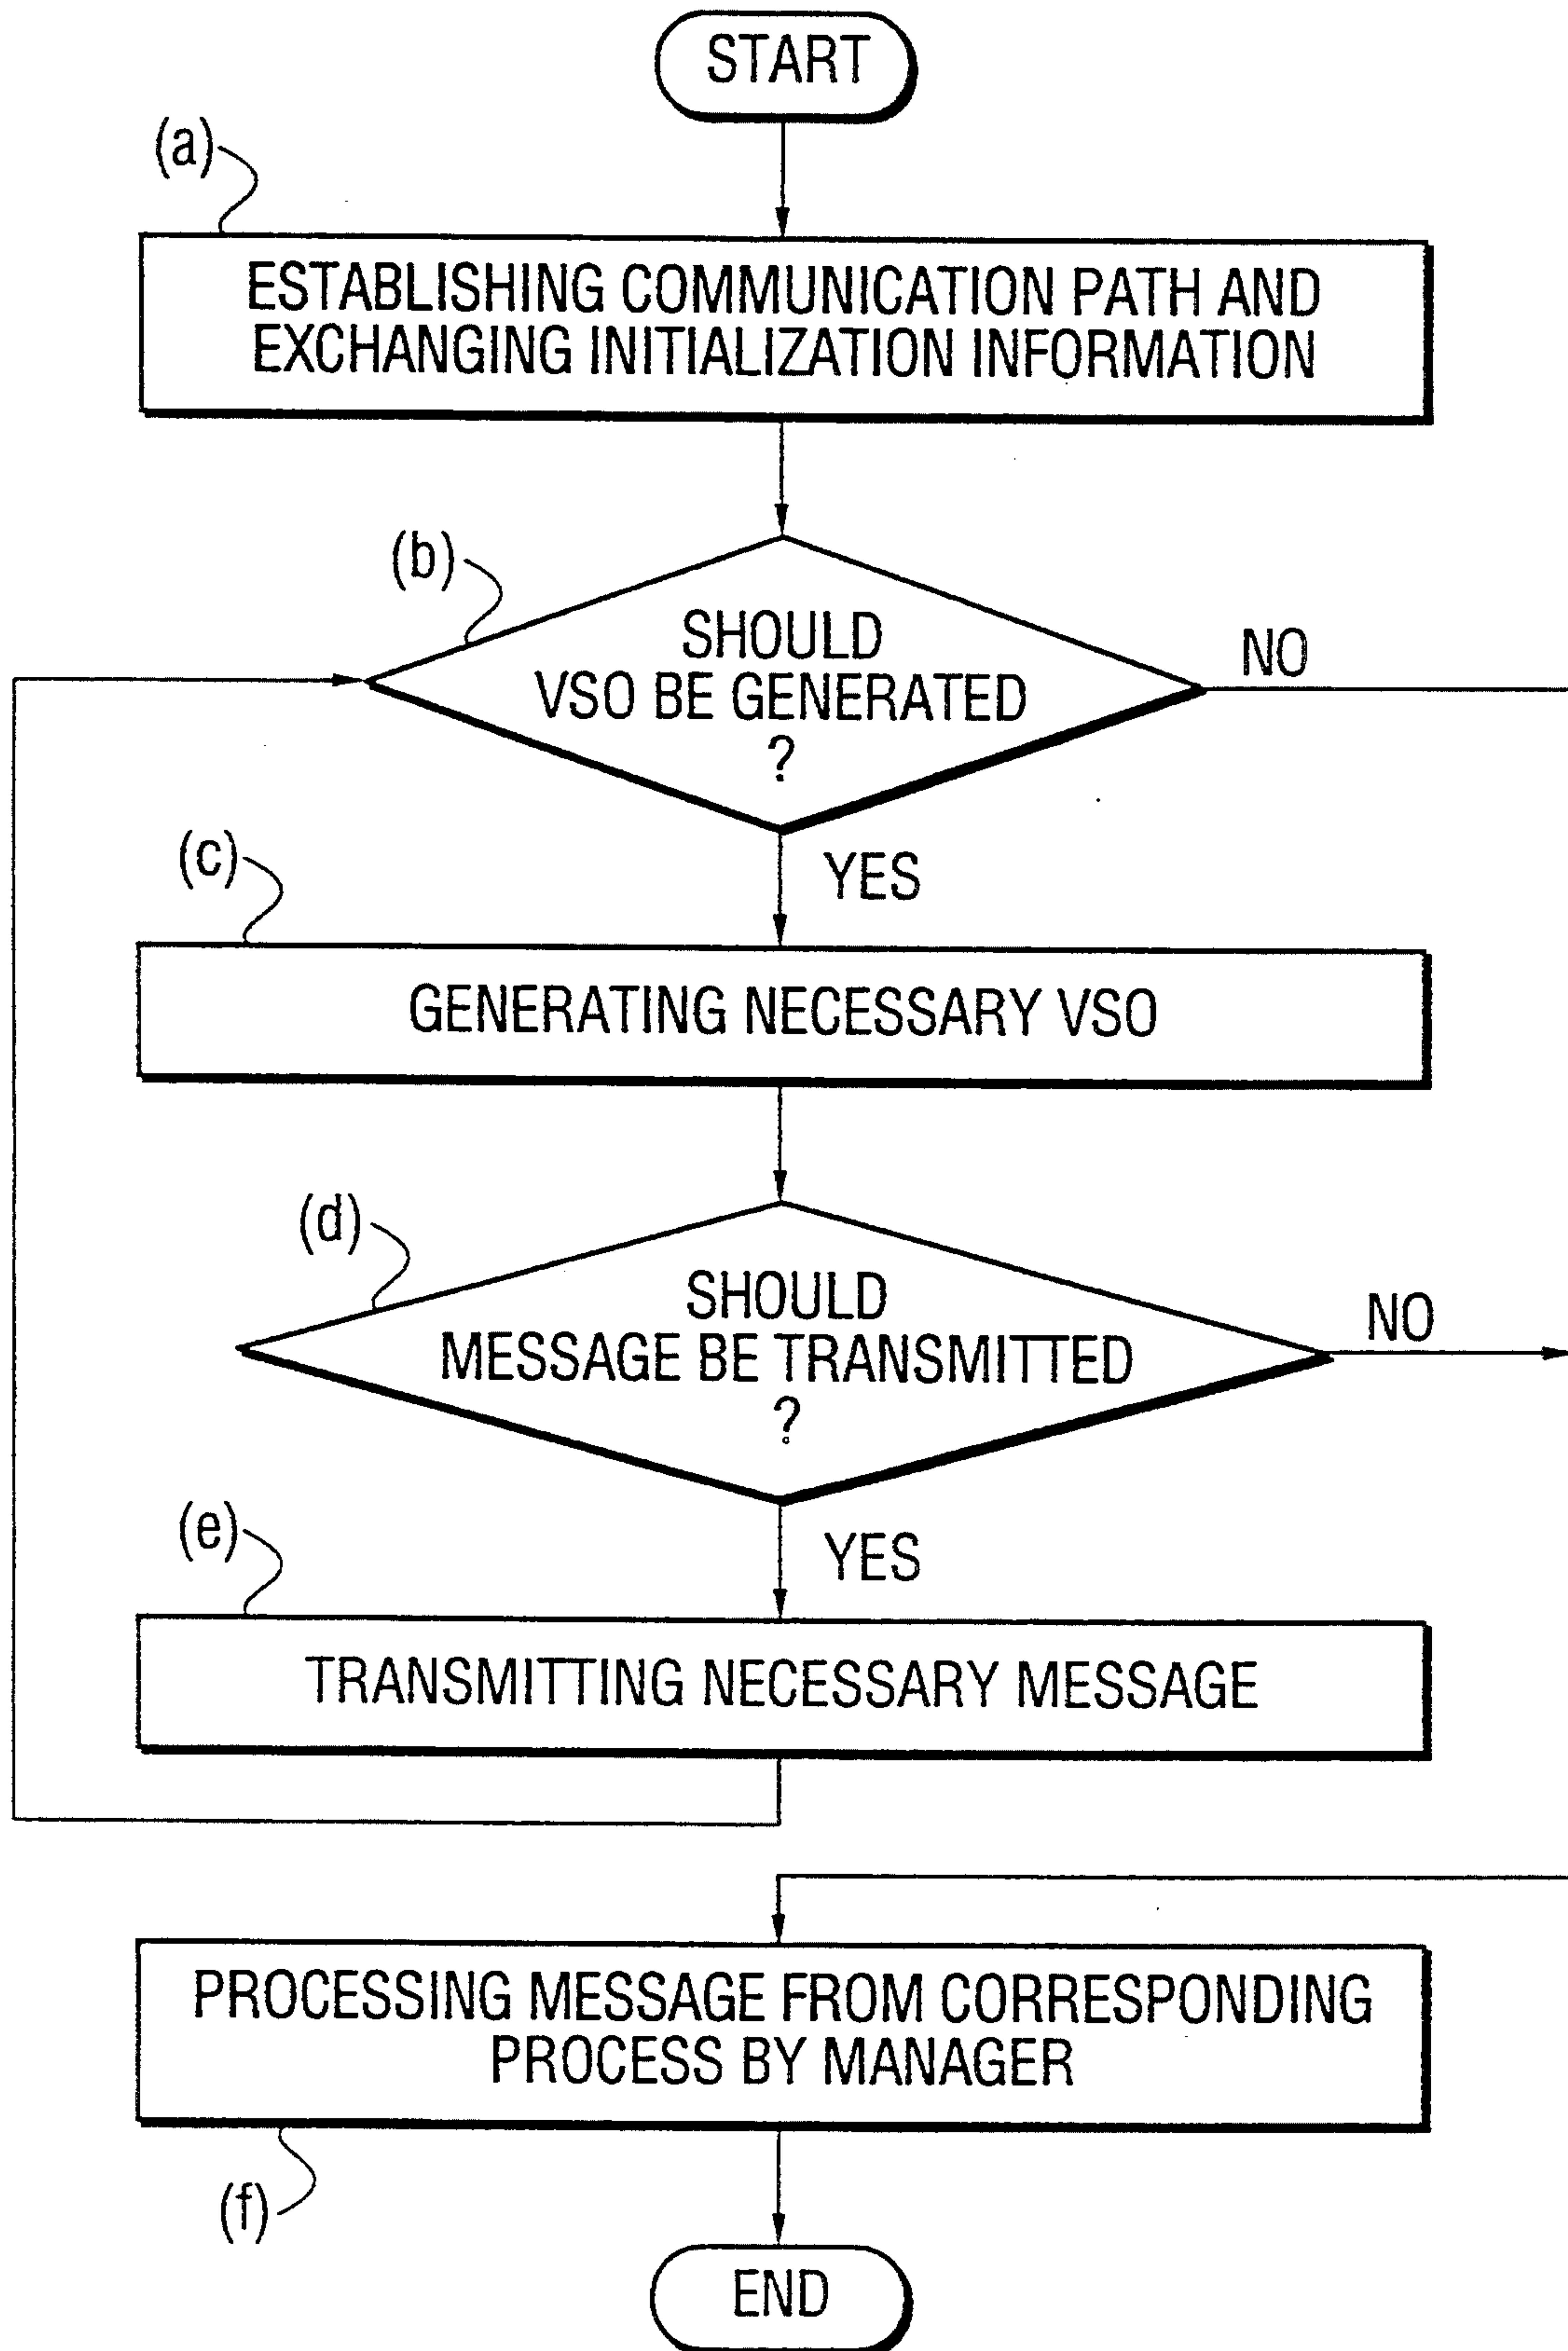 START
(a)
ESTABLISHING COMMUNICATION PATH AND
EXCHANGING INITIALIZATION INFORMATION
(b)
SHOULD
VSO BE GENERATED
?
NO
YES
(c)
GENERATING NECESSARY VSO
(d)
SHOULD
MESSAGE BE TRANSMITTED
?
NO
YES
(e)
TRANSMITTING NECESSARY MESSAGE
PROCESSING MESSAGE FROM CORRESPONDING
PROCESS BY MANAGER
(f)
END